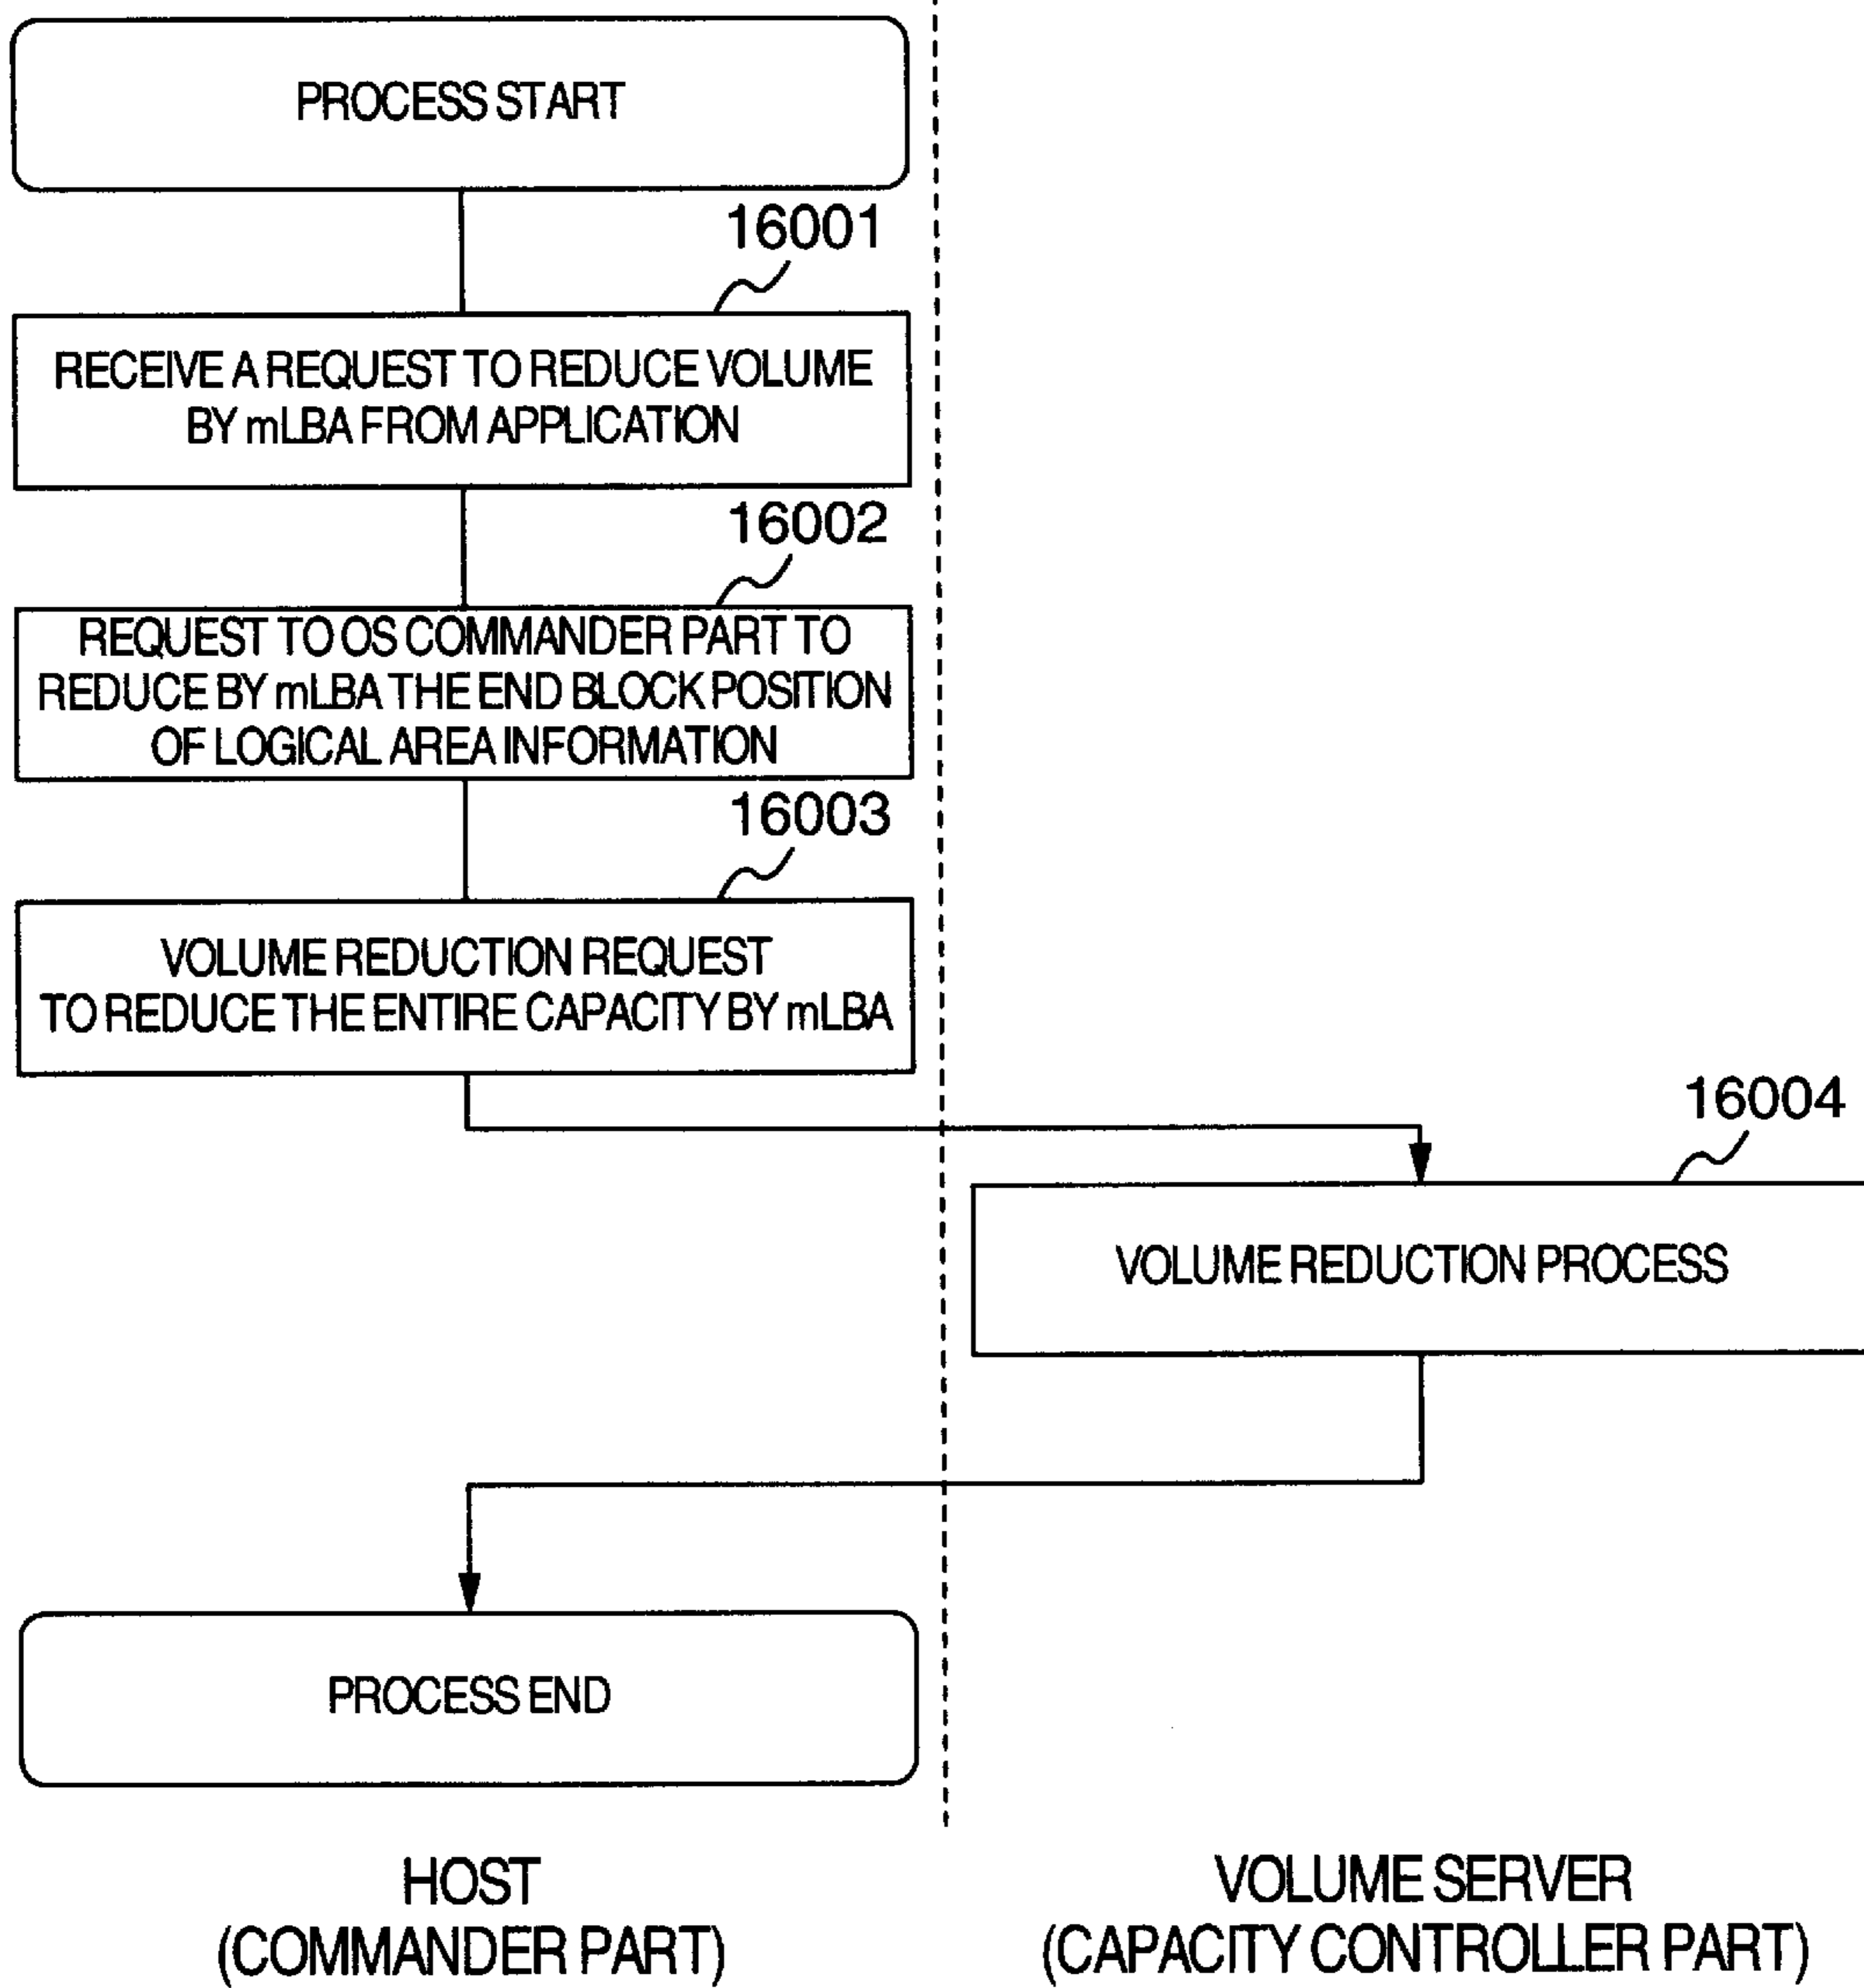 PROCESS START
16001
RECEIVE A REQUEST TO REDUCE VOLUME
BY mLBA FROM APPLICATION
16002
REQUEST TO OS COMMANDER PART TO
REDUCE BY mLBA THE END BLOCK POSITION
OF LOGICAL AREA INFORMATION
16003
VOLUME REDUCTION REQUEST
TO REDUCE THE ENTIRE CAPACITY BY mLBA
16004
VOLUME REDUCTION PROCESS
PROCESS END
HOST
(COMMANDER PART)
VOLUME SERVER
(CAPACITY CONTROLLER PART)